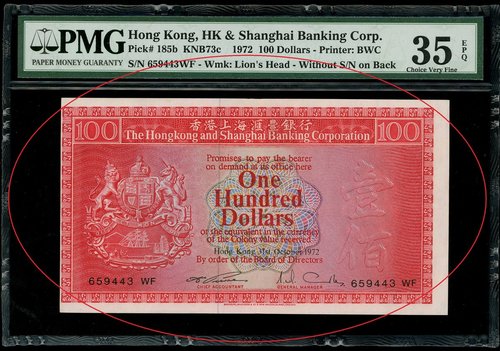 PMG
PAPER MONEY GUARANTY
Hong Kong, HK & Shanghai Banking Corp.
Pick# 185b KNB73c 1972 100 Dollars - Printer: BWC
S/N 659443WF - Wmk: Lion's Head - Without S/N on Back
35 EPQ
Choice Very Fine
香港上海滙豐銀行
100 The Hongkong and Shanghai Banking Corporation 100
Promises to pay the bearer
on demand at its office here
One
Hundred
Dollars
or the equivalent in the currency
of the Colony value received
Hong Kong 31st October 1972
By order of the Board of Directors
壹佰
659443 WF
CHIEF ACCOUNTANT
GENERAL MANAGER
659443 WF